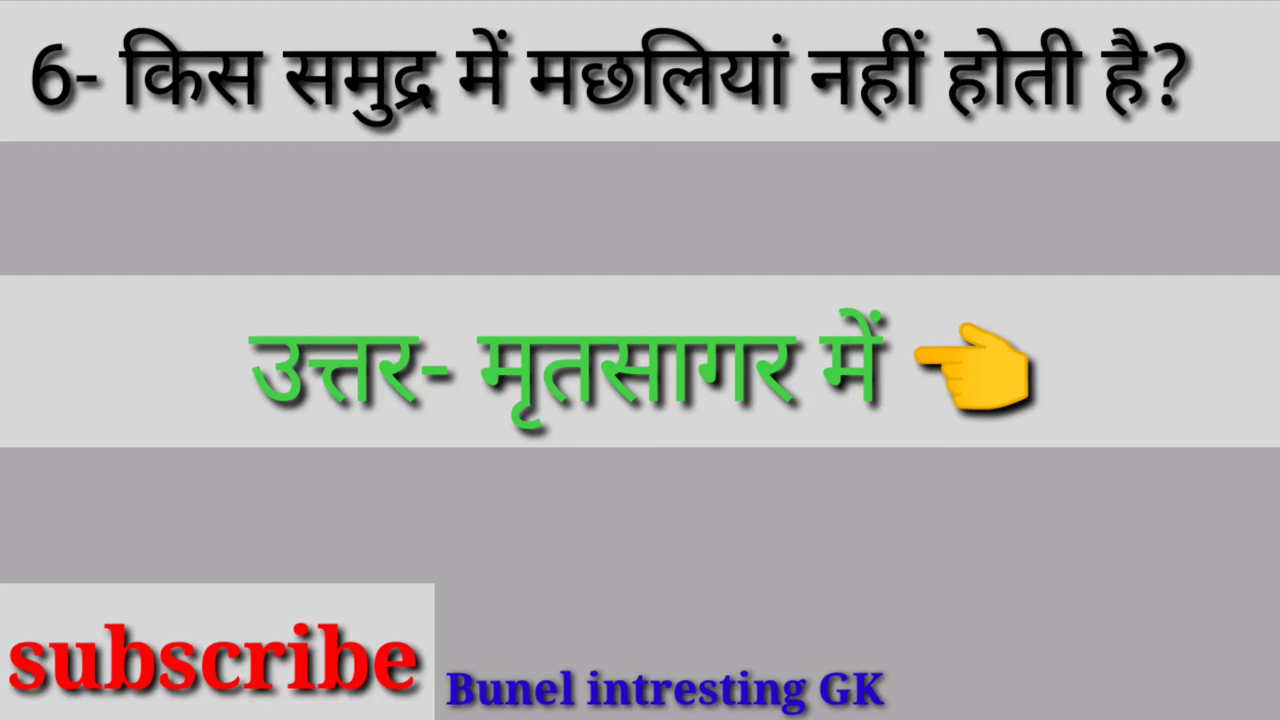 6- किस समुद्र में मछलियां नहीं होती है?
उत्तर- मृतसागर में 👈
subscribe
Bunel intresting GK